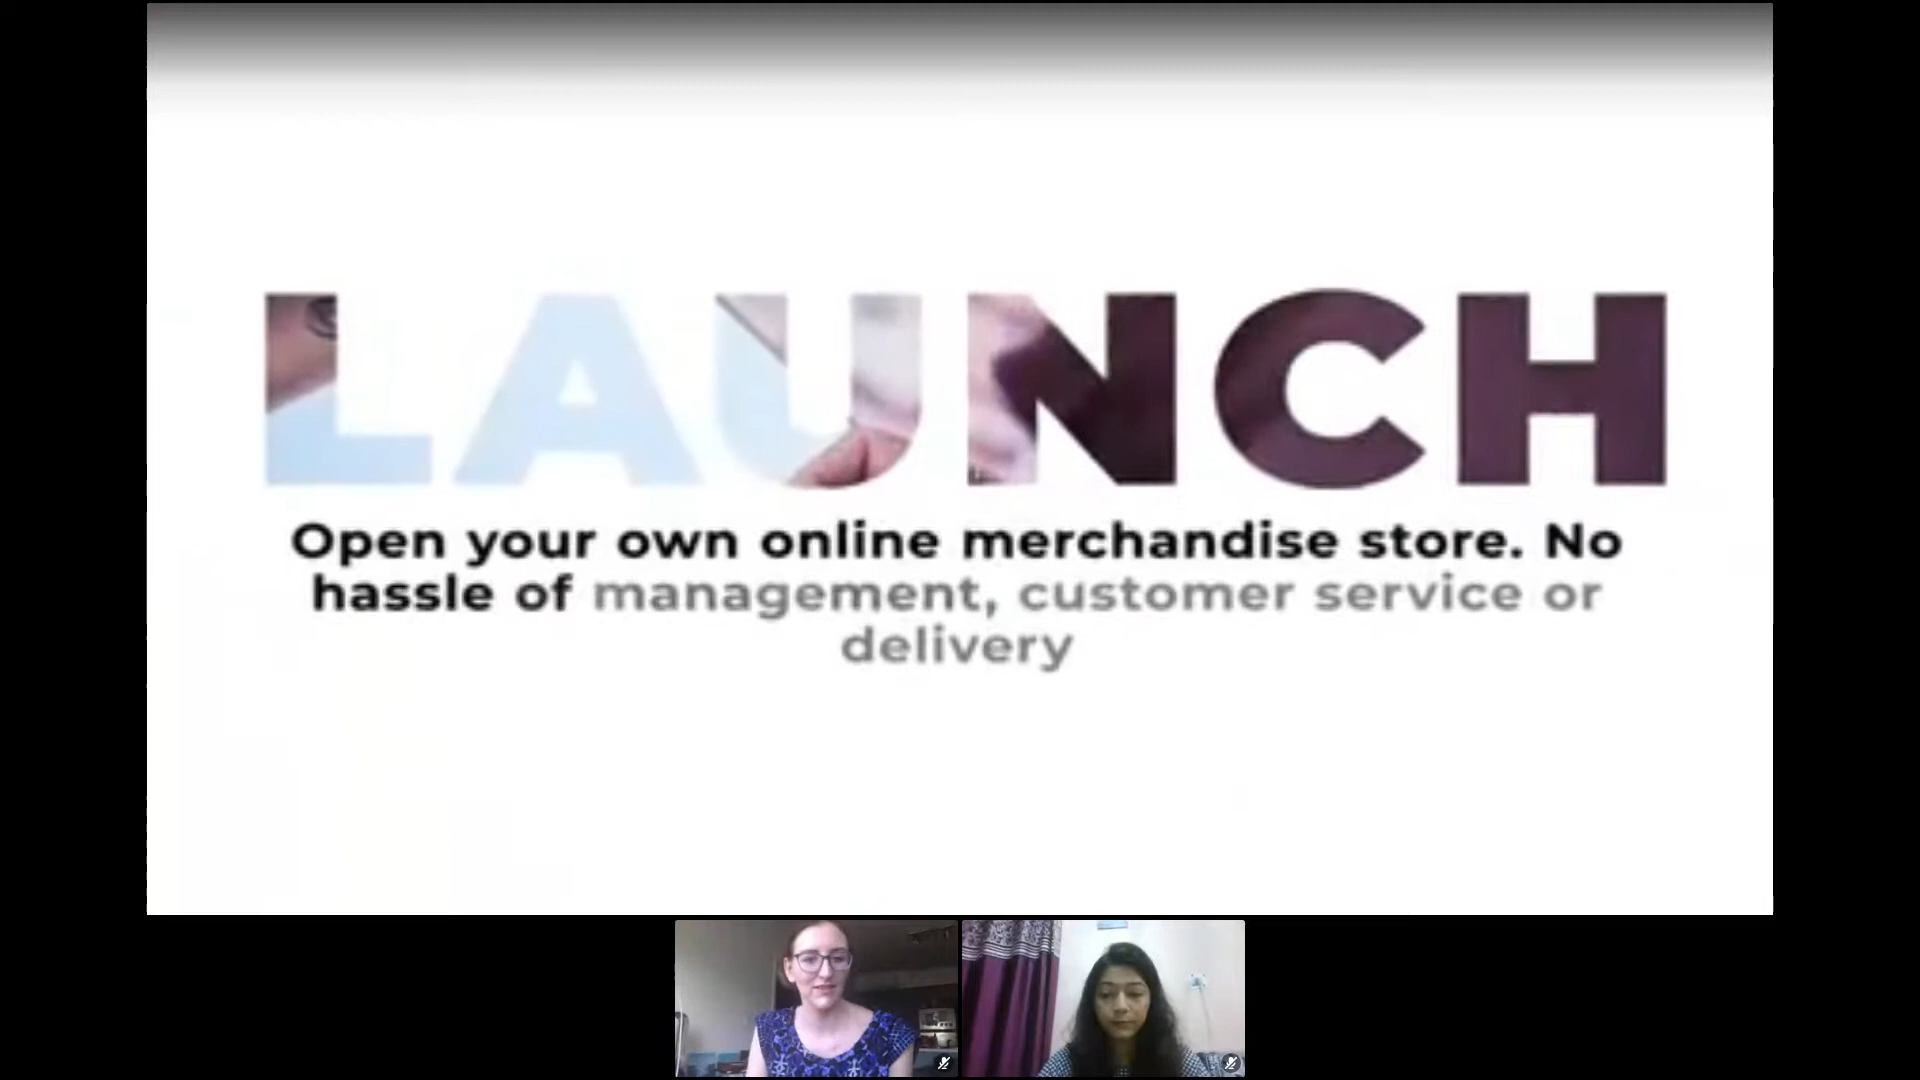 LAUNCH
Open your own online merchandise store. No
hassle of management, customer service or
delivery